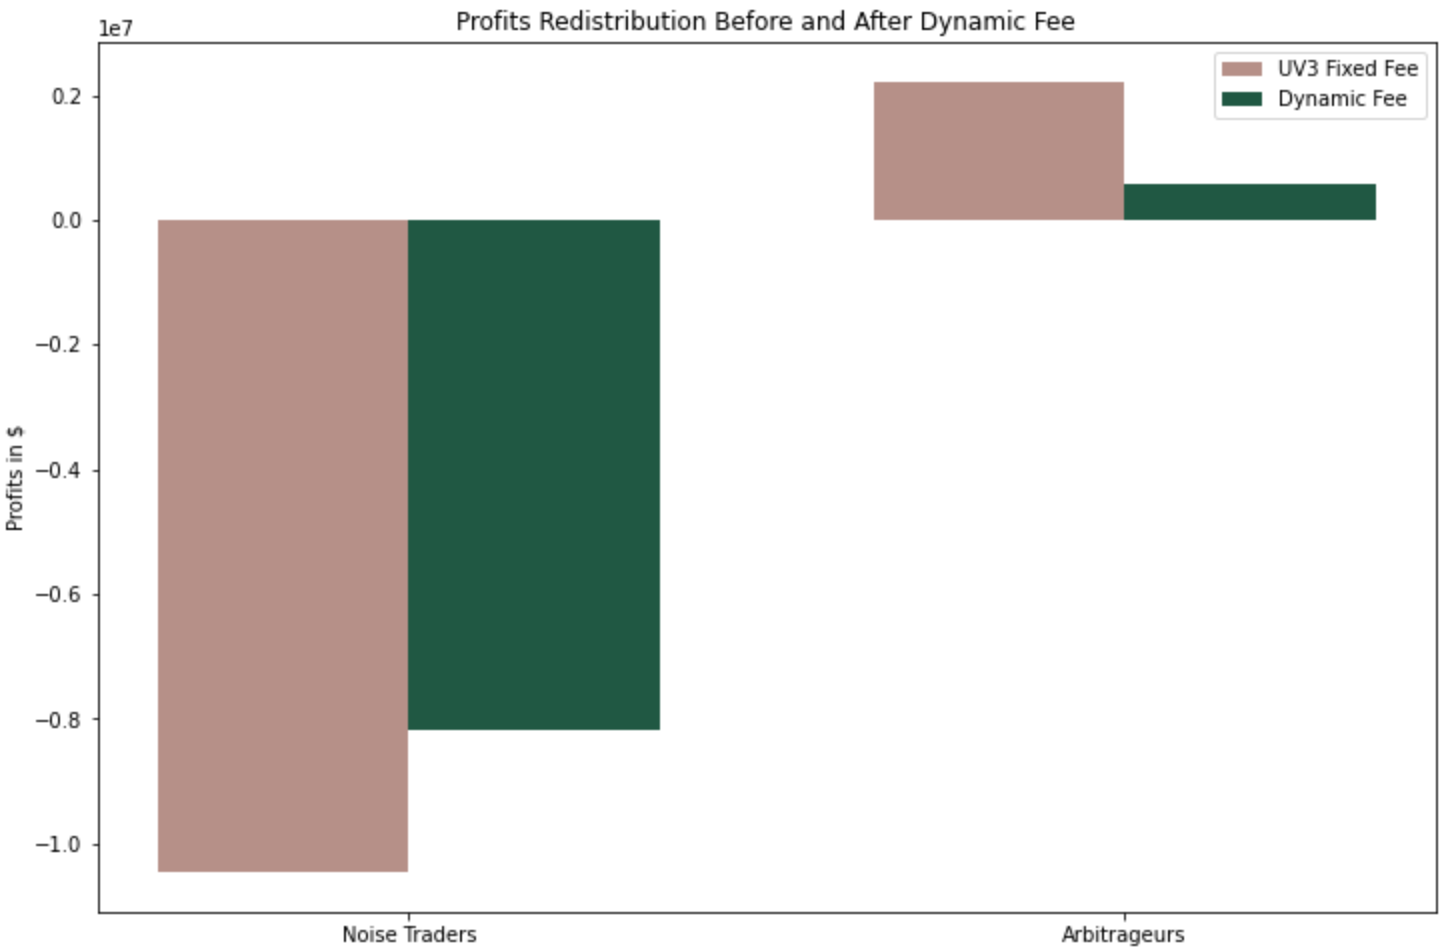 Profits Redistribution Before and After Dynamic Fee
1e7
UV3 Fixed Fee
Dynamic Fee
0.2
0.0
−0.2
−0.4
−0.6
−0.8
−1.0
Profits in $
Noise Traders
Arbitrageurs